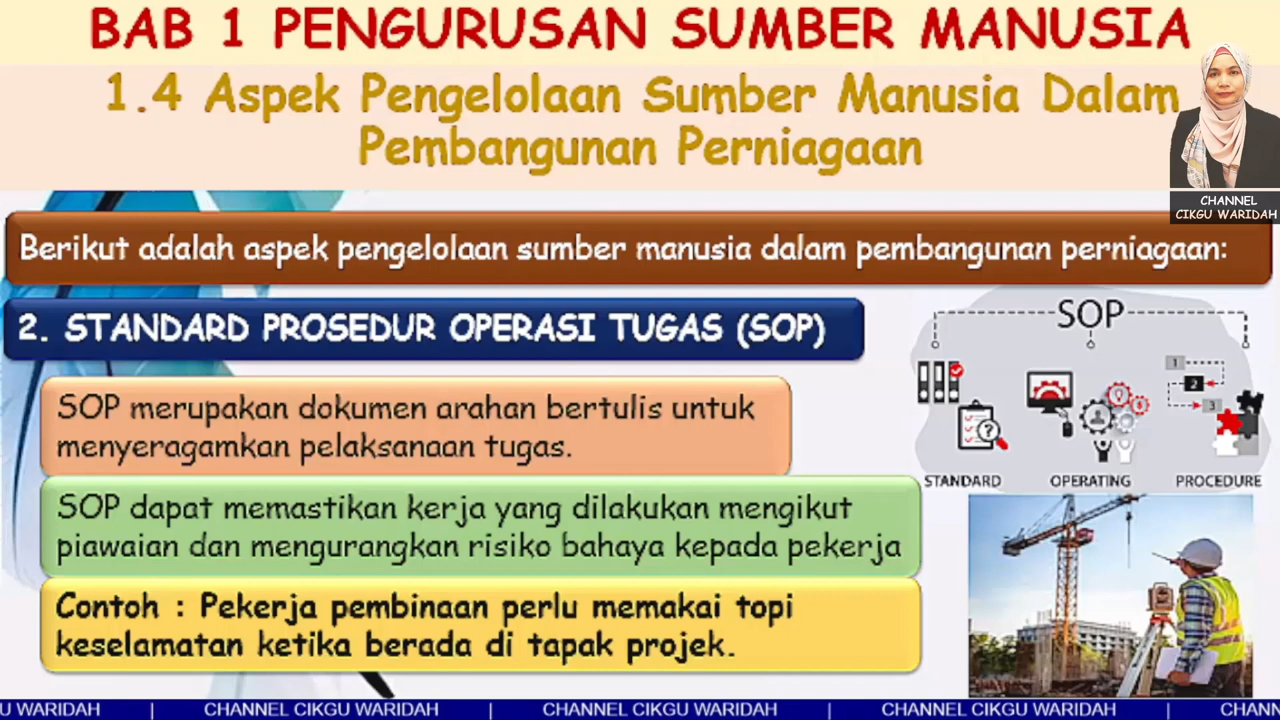 BAB 1 PENGURUSAN SUMBER MANUSIA
1.4 Aspek Pengelolaan Sumber Manusia Dalam
Pembangunan Perniagaan
CHANNEL
CIKGU WARIDAH
Berikut adalah aspek pengelolaan sumber manusia dalam pembangunan perniagaan:
2. STANDARD PROSEDUR OPERASI TUGAS (SOP)
SOP merupakan dokumen arahan bertulis untuk
menyeragamkan pelaksanaan tugas.
SOP dapat memastikan kerja yang dilakukan mengikut
piawaian dan mengurangkan risiko bahaya kepada pekerja
Contoh : Pekerja pembinaan perlu memakai topi
keselamatan ketika berada di tapak projek.
SOP
1
2
3
STANDARD OPERATING PROCEDURE
U WARIDAH | CHANNEL CIKGU WARIDAH | CHANNEL CIKGU WARIDAH | CHANNEL CIKGU WARIDAH | CHANN